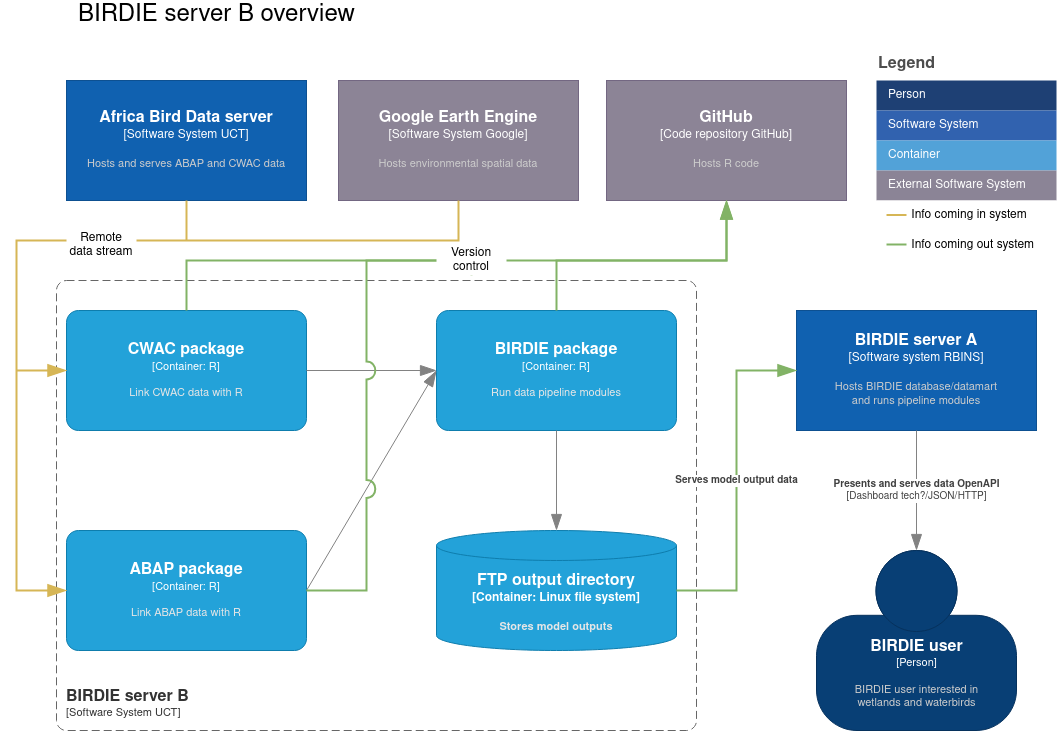 BIRDIE server B overview
Legend
Person
Software System
Container
External Software System
Info coming in system
Info coming out system
Africa Bird Data server
[Software System UCT]
Hosts and serves ABAP and CWAC data
Google Earth Engine
[Software System Google]
Hosts environmental spatial data
GitHub
[Code repository GitHub]
Hosts R code
Remote
data stream
Version
control
CWAC package
[Container: R]
Link CWAC data with R
BIRDIE package
[Container: R]
Run data pipeline modules
BIRDIE server A
[Software system RBINS]
Hosts BIRDIE database/datamart
and runs pipeline modules
Serves model output data
Presents and serves data OpenAPI
[Dashboard tech?/JSON/HTTP]
ABAP package
[Container: R]
Link ABAP data with R
FTP output directory
[Container: Linux file system]
Stores model outputs
BIRDIE user
[Person]
BIRDIE user interested in
wetlands and waterbirds
BIRDIE server B
[Software System UCT]